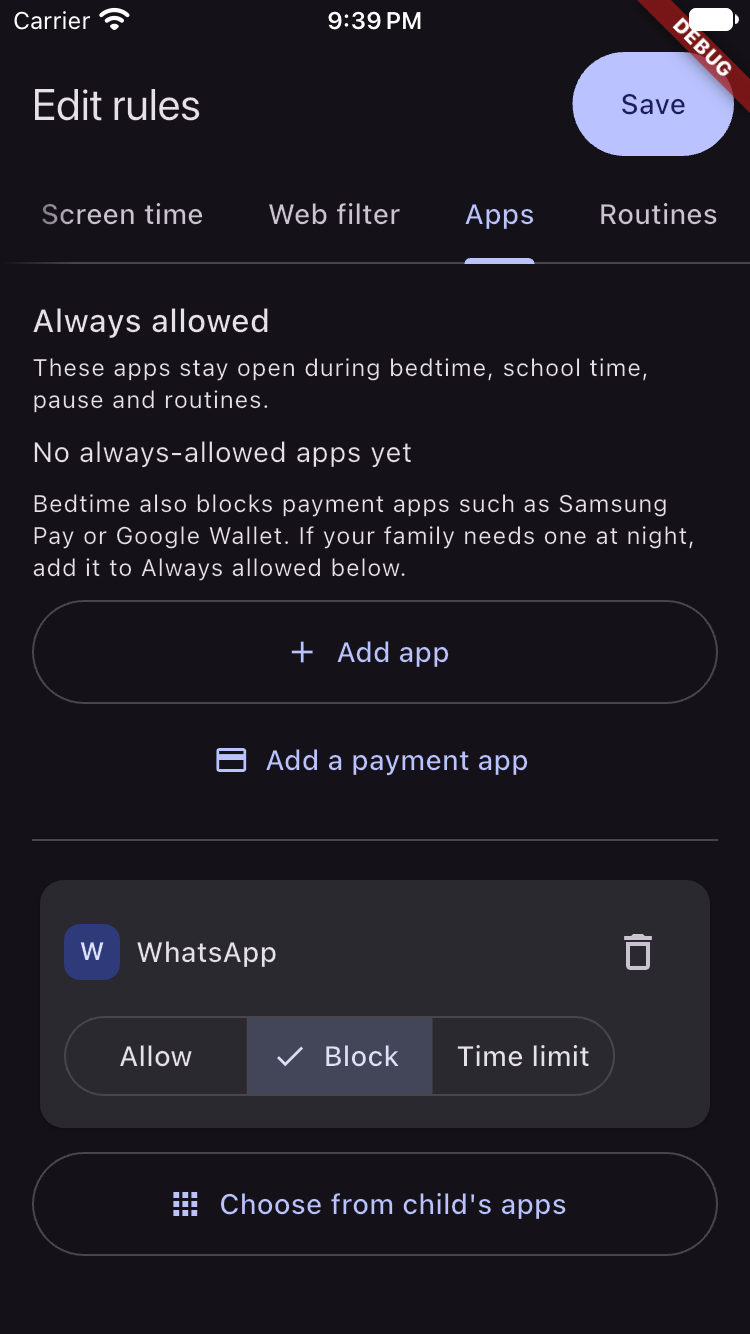 Carrier 9:39 PM
DEBUG
Edit rules
Save
Screen time Web filter Apps Routines
Always allowed
These apps stay open during bedtime, school time,
pause and routines.
No always-allowed apps yet
Bedtime also blocks payment apps such as Samsung
Pay or Google Wallet. If your family needs one at night,
add it to Always allowed below.
+ Add app
Add a payment app
W WhatsApp
Allow Block Time limit
Choose from child's apps